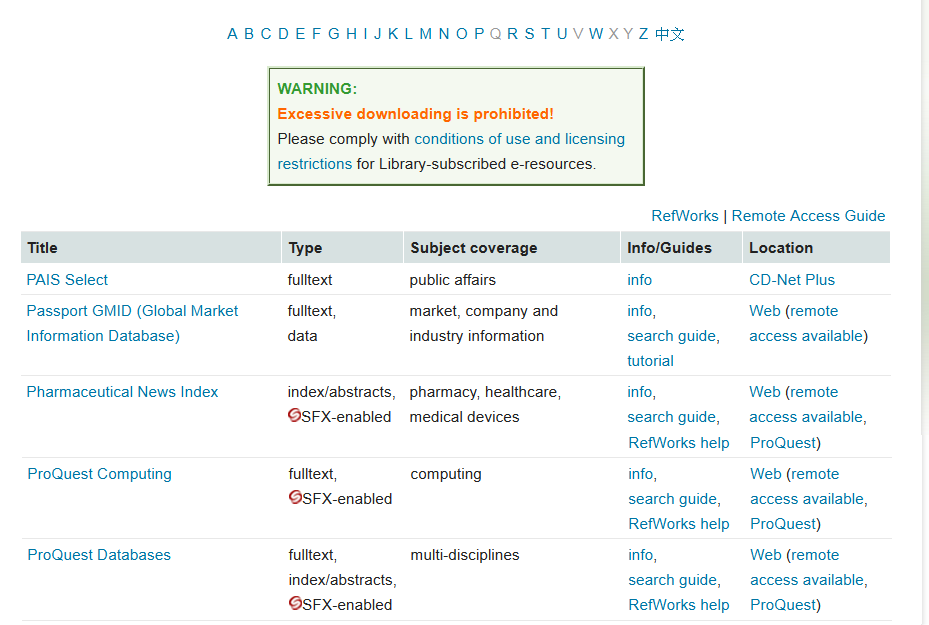 A B C D E F G H I J K L M N O P Q R S T U V W X Y Z 中文
WARNING:
Excessive downloading is prohibited!
Please comply with conditions of use and licensing
restrictions for Library-subscribed e-resources.
RefWorks | Remote Access Guide
Title Type Subject coverage Info/Guides Location
PAIS Select fulltext public affairs info CD-Net Plus
Passport GMID (Global Market fulltext, market, company and info, Web (remote
Information Database) data industry information search guide, access available)
tutorial
Pharmaceutical News Index index/abstracts, pharmacy, healthcare, info, Web (remote
SFX-enabled medical devices search guide, access available,
RefWorks help ProQuest)
ProQuest Computing fulltext, computing info, Web (remote
SFX-enabled search guide, access available,
RefWorks help ProQuest)
ProQuest Databases fulltext, multi-disciplines info, Web (remote
index/abstracts, search guide, access available,
SFX-enabled RefWorks help ProQuest)